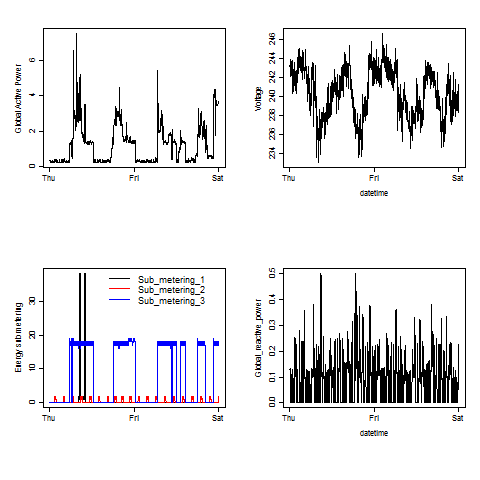 Global Active Power
0 2 4 6
Thu Fri Sat
Voltage
234 236 238 240 242 244 246
Thu Fri Sat
datetime
Energy sub metering
0 10 20 30
Sub_metering_1
Sub_metering_2
Sub_metering_3
Thu Fri Sat
Global_reactive_power
0.0 0.1 0.2 0.3 0.4 0.5
Thu Fri Sat
datetime